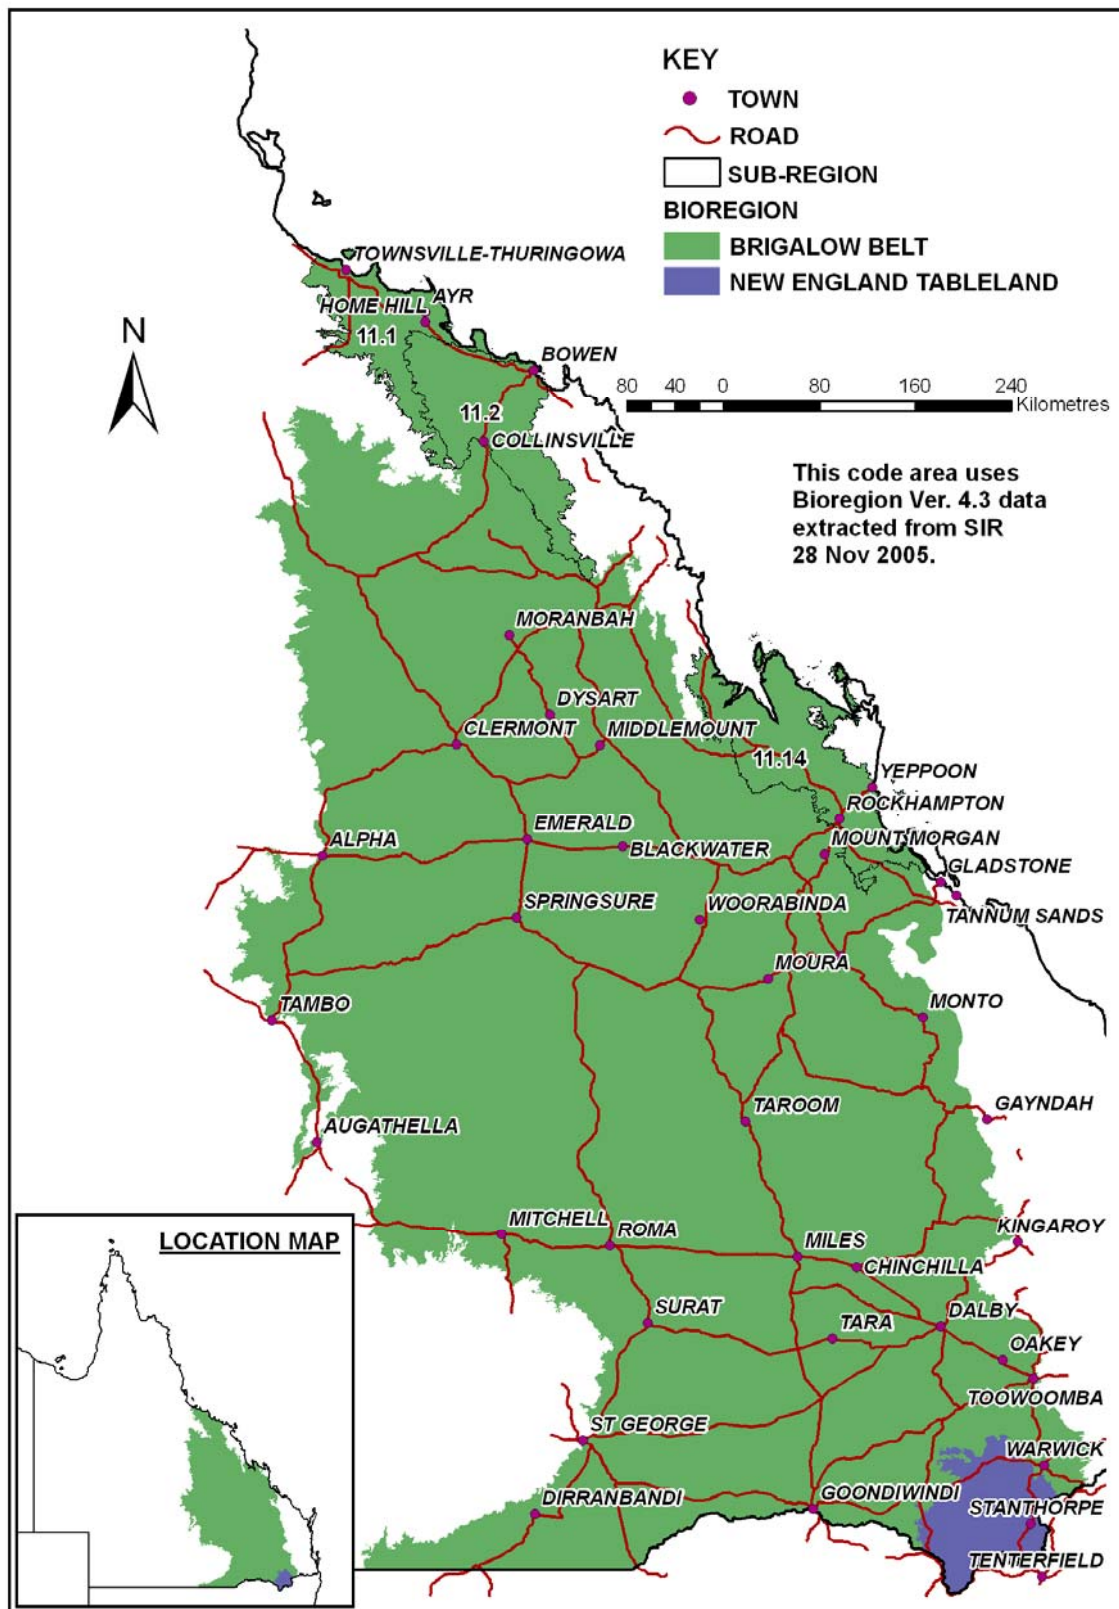 KEY
TOWN
ROAD
SUB-REGION
BIOREGION
BRIGALOW BELT
NEW ENGLAND TABLELAND
TOWNSVILLE-THURINGOWA
HOME HILL
AYR
11.1
N
BOWEN
80 40 0 80 160 240
Kilometres
11.2
COLLINSVILLE
This code area uses
Bioregion Ver. 4.3 data
extracted from SIR
28 Nov 2005.
MORANBAH
DYSART
CLERMONT
MIDDLEMOUNT
11.14
YEPPOON
ROCKHAMPTON
EMERALD
MOUNT MORGAN
ALPHA
BLACKWATER
GLADSTONE
SPRINGSURE
WOORABINDA
TANNUM SANDS
MOURA
TAMBO
MONTO
TAROOM
GAYNDAH
AUGATHELLA
MITCHELL
ROMA
KINGAROY
LOCATION MAP
MILES
CHINCHILLA
SURAT
DALBY
TARA
OAKEY
TOOWOOMBA
ST GEORGE
WARWICK
DIRRANBANDI
GOONDIWINDI
STANTHORPE
TENTERFIELD